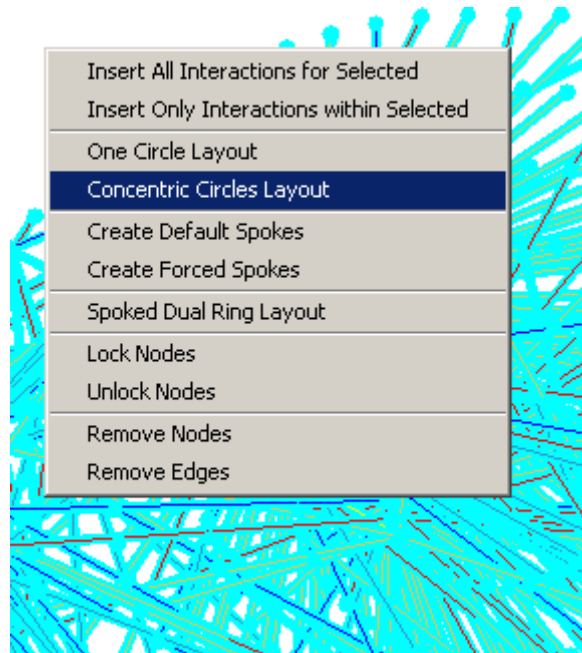 Insert All Interactions for Selected
Insert Only Interactions within Selected
One Circle Layout
Concentric Circles Layout
Create Default Spokes
Create Forced Spokes
Spoked Dual Ring Layout
Lock Nodes
Unlock Nodes
Remove Nodes
Remove Edges